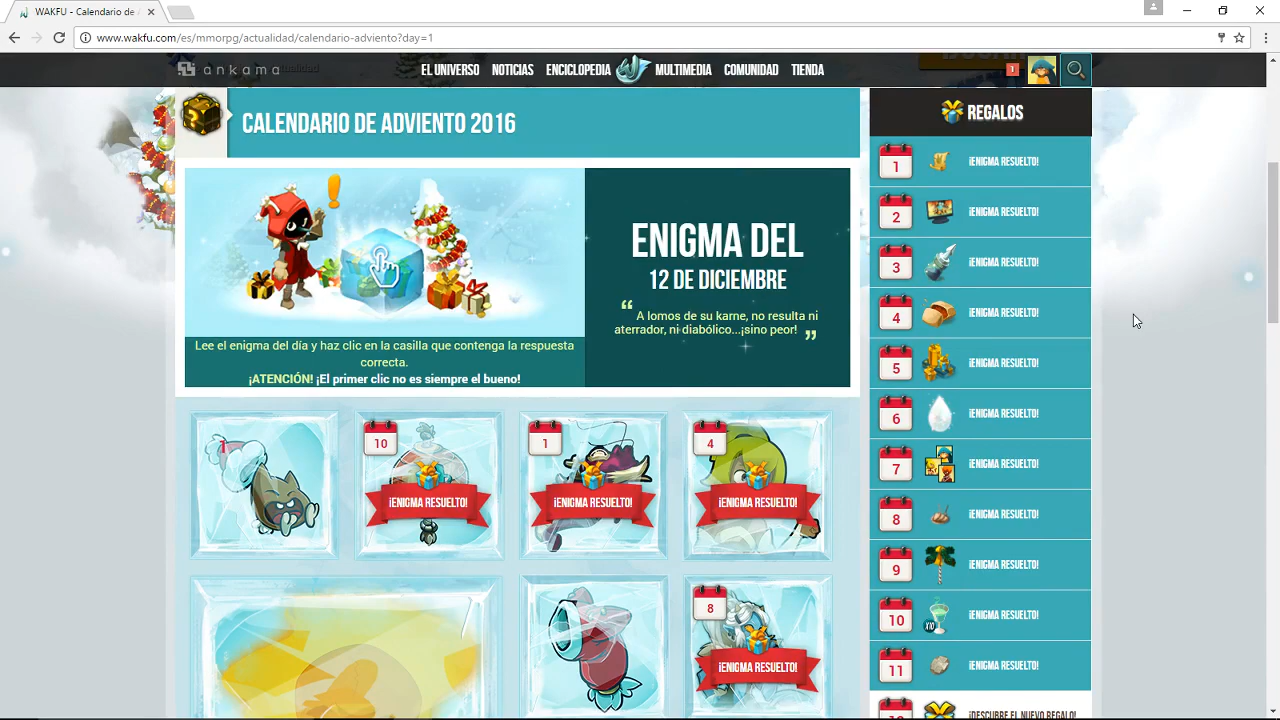 WAKFU - Calendario de
www.wakfu.com/es/mmorpg/actualidad/calendario-adviento?day=1
ankama
EL UNIVERSO
NOTICIAS
ENCICLOPEDIA
MULTIMEDIA
COMUNIDAD
TIENDA
1
CALENDARIO DE ADVIENTO 2016
ENIGMA DEL
12 DE DICIEMBRE
“ A lomos de su karne, no resulta ni
aterrador, ni diabólico...¡sino peor! ”
Lee el enigma del día y haz clic en la casilla que contenga la respuesta
correcta.
¡ATENCIÓN! ¡El primer clic no es siempre el bueno!
10
¡ENIGMA RESUELTO!
1
¡ENIGMA RESUELTO!
4
¡ENIGMA RESUELTO!
8
¡ENIGMA RESUELTO!
REGALOS
1 ¡ENIGMA RESUELTO!
2 ¡ENIGMA RESUELTO!
3 ¡ENIGMA RESUELTO!
4 ¡ENIGMA RESUELTO!
5 ¡ENIGMA RESUELTO!
6 ¡ENIGMA RESUELTO!
7 ¡ENIGMA RESUELTO!
8 ¡ENIGMA RESUELTO!
9 ¡ENIGMA RESUELTO!
10 X10 ¡ENIGMA RESUELTO!
11 ¡ENIGMA RESUELTO!
12 ¡DESCUBRE EL NUEVO REGALO!